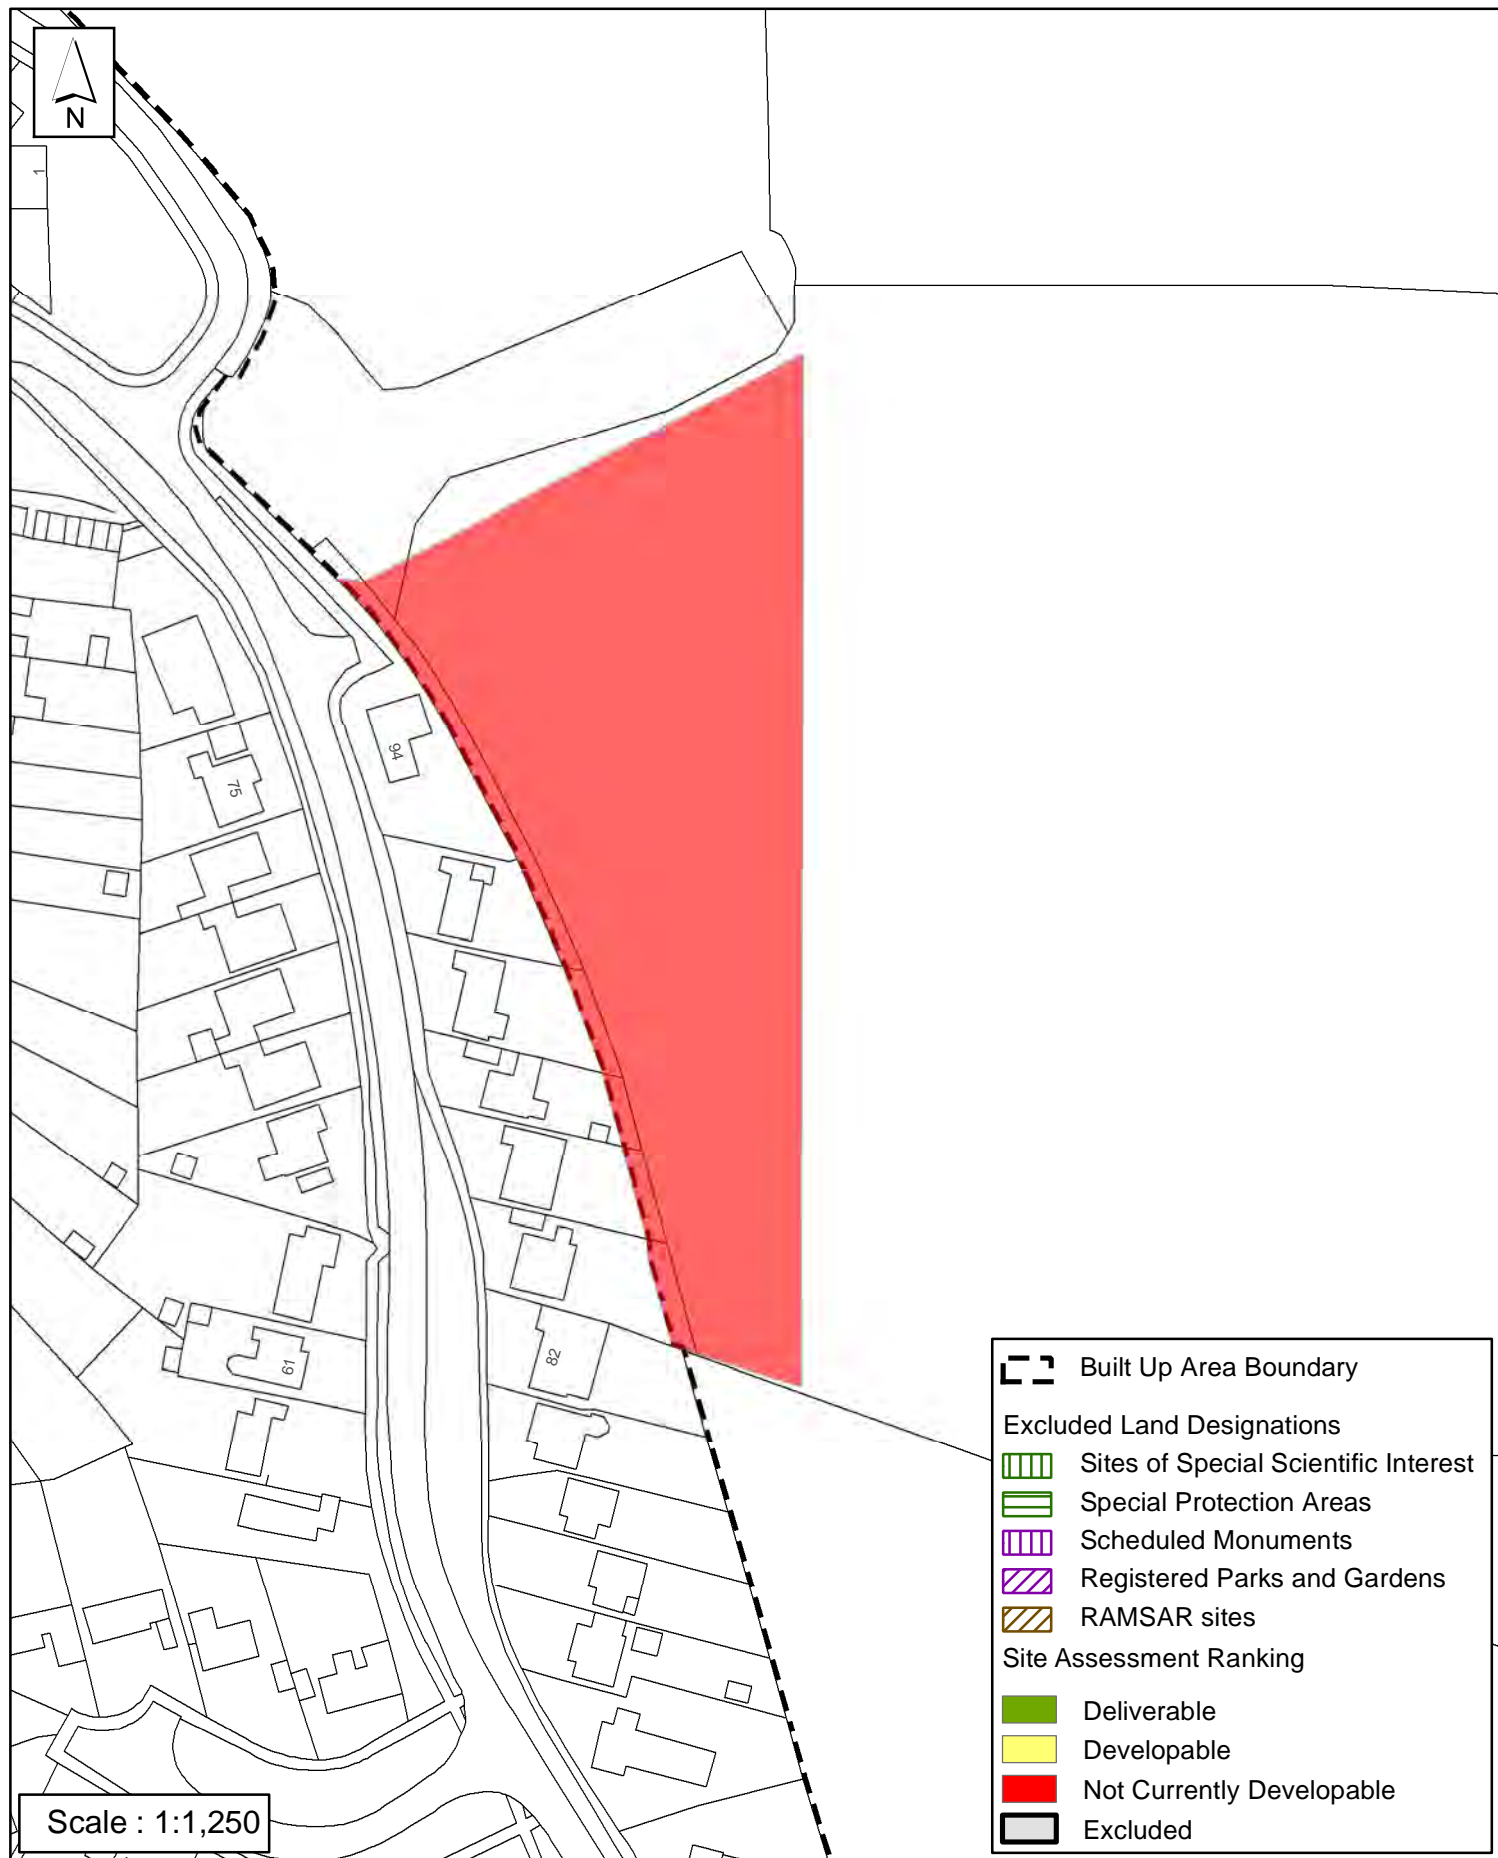 N
1
94
75
61
82
Built Up Area Boundary
Excluded Land Designations
Sites of Special Scientific Interest
Special Protection Areas
Scheduled Monuments
Registered Parks and Gardens
RAMSAR sites
Site Assessment Ranking
Deliverable
Developable
Not Currently Developable
Excluded
Scale : 1:1,250